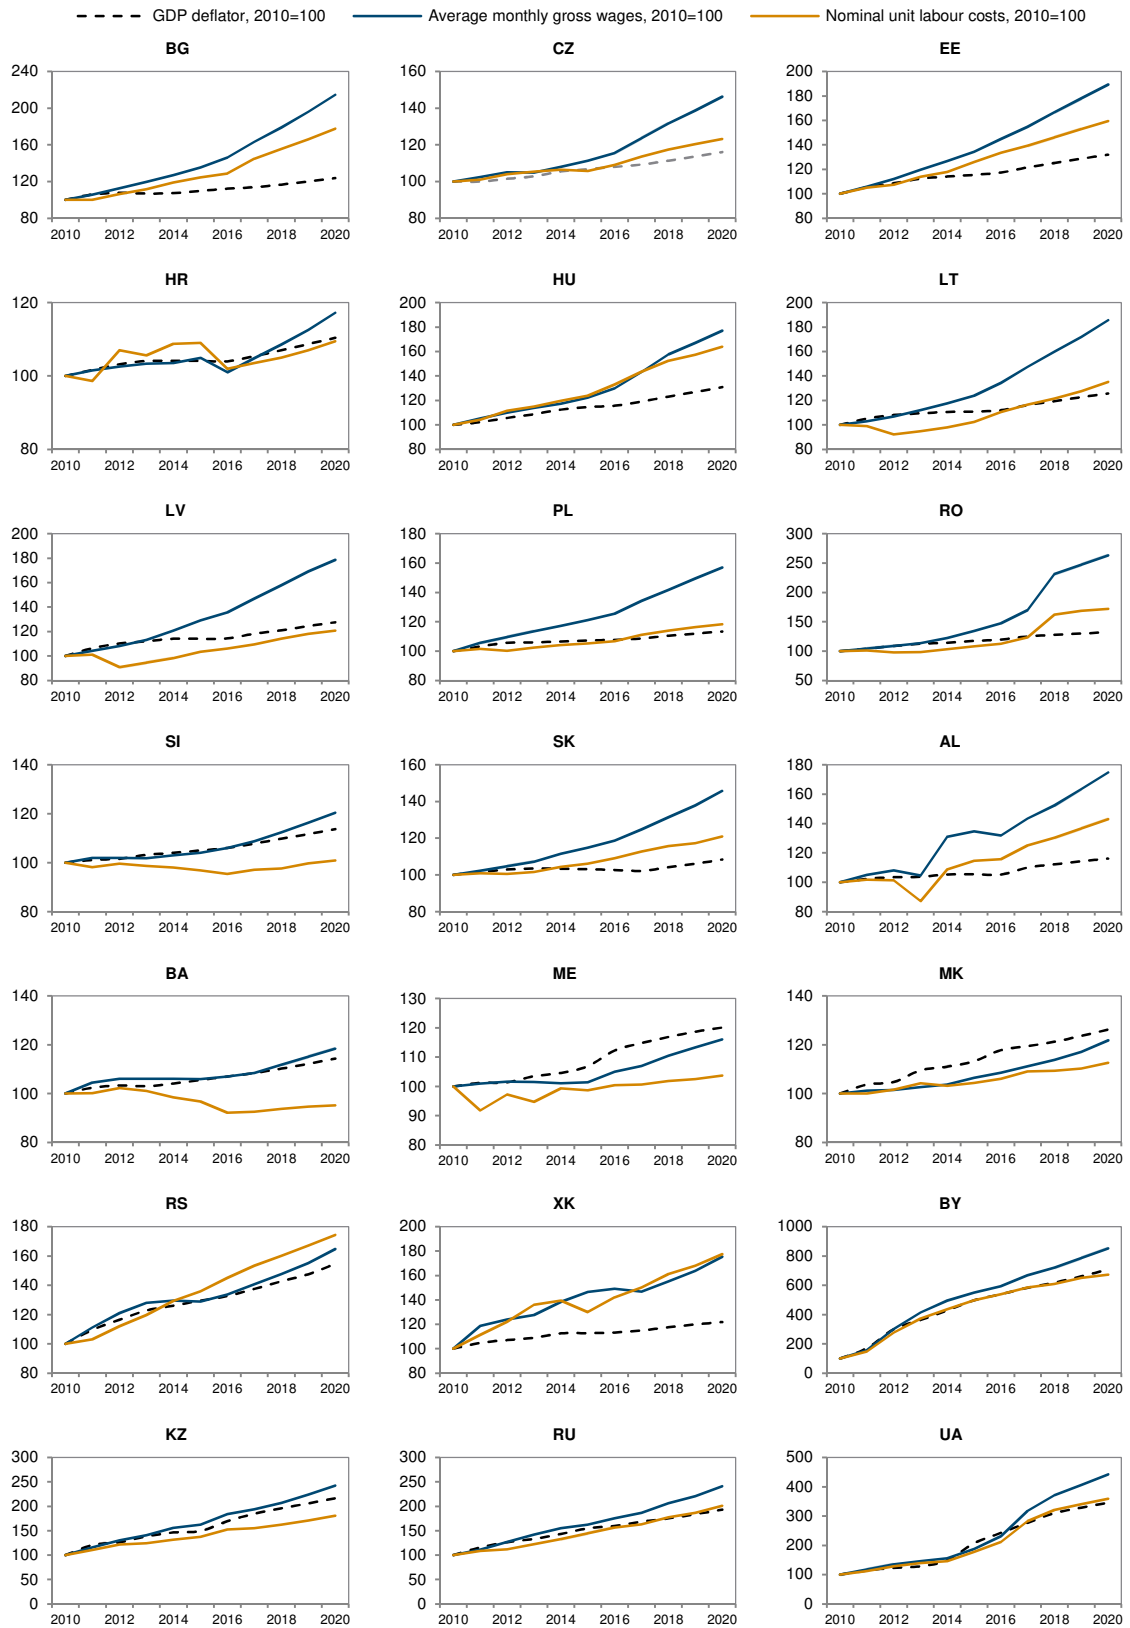 GDP deflator, 2010=100 Average monthly gross wages, 2010=100 Nominal unit labour costs, 2010=100
BG CZ EE
240 160 200
200 140 180
160 120 160
120 100 140
80 80 120
100
80
2010 2012 2014 2016 2018 2020 2010 2012 2014 2016 2018 2020 2010 2012 2014 2016 2018 2020
HR HU LT
120 200 200
100 180 180
80 160 160
140 140
120 120
100 100
80 80
2010 2012 2014 2016 2018 2020 2010 2012 2014 2016 2018 2020 2010 2012 2014 2016 2018 2020
LV PL RO
200 180 300
180 160 250
160 140 200
140 120 150
120 100 100
100 80 50
80
2010 2012 2014 2016 2018 2020 2010 2012 2014 2016 2018 2020 2010 2012 2014 2016 2018 2020
SI SK AL
140 160 180
120 140 160
100 120 140
80 100 120
80 100
80
2010 2012 2014 2016 2018 2020 2010 2012 2014 2016 2018 2020 2010 2012 2014 2016 2018 2020
BA ME MK
140 130 140
120 120 120
100 110 100
80 100 80
90
80
2010 2012 2014 2016 2018 2020 2010 2012 2014 2016 2018 2020 2010 2012 2014 2016 2018 2020
RS XK BY
180 200 1000
160 180 800
140 160 600
120 140 400
100 120 200
80 100 0
80
2010 2012 2014 2016 2018 2020 2010 2012 2014 2016 2018 2020 2010 2012 2014 2016 2018 2020
KZ RU UA
300 300 500
250 250 400
200 200 300
150 150 200
100 100 100
50 50 0
0 0
2010 2012 2014 2016 2018 2020 2010 2012 2014 2016 2018 2020 2010 2012 2014 2016 2018 2020